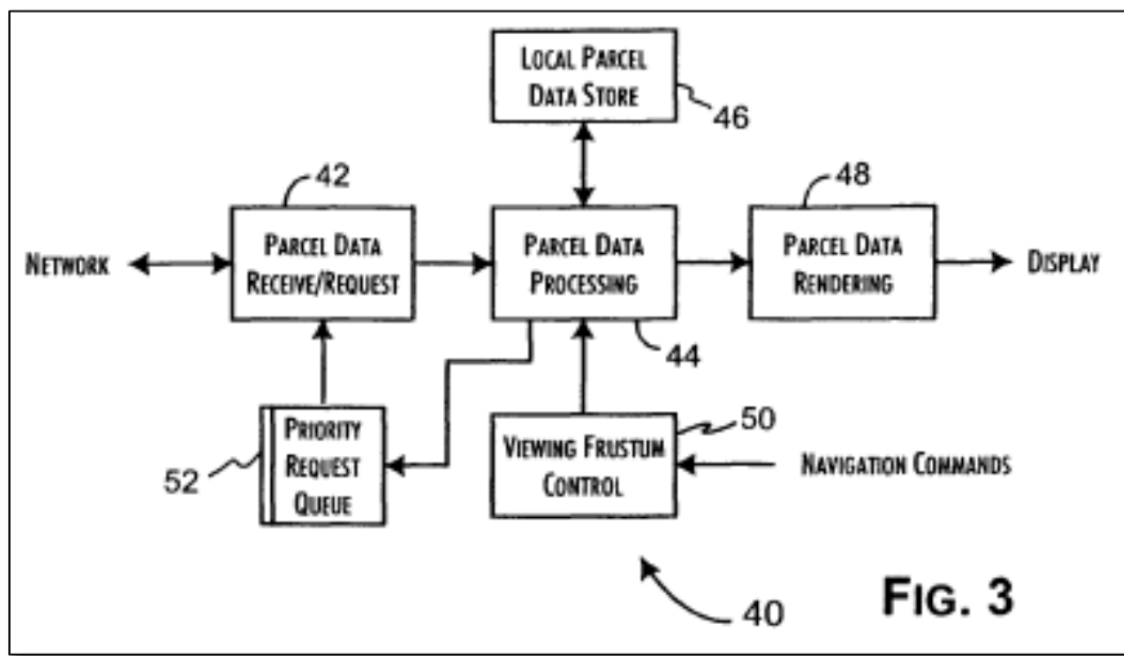 LOCAL PARCEL
DATA STORE
46
42
48
NETWORK
PARCEL DATA
RECEIVE/REQUEST
PARCEL DATA
PROCESSING
PARCEL DATA
RENDERING
DISPLAY
44
52
PRIORITY
REQUEST
QUEUE
VIEWING FRUSTUM
CONTROL
50
NAVIGATION COMMANDS
40
FIG. 3